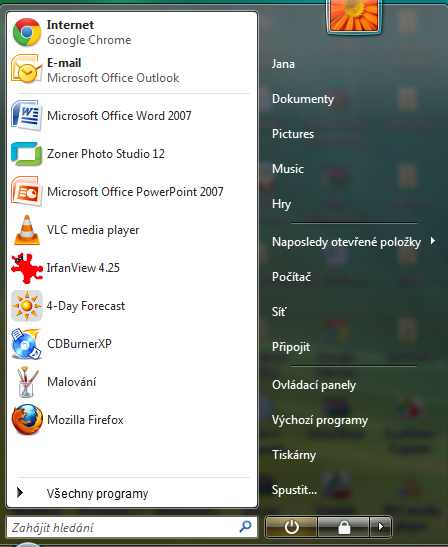 Internet
Google Chrome
E-mail
Microsoft Office Outlook
Microsoft Office Word 2007
Zoner Photo Studio 12
Microsoft Office PowerPoint 2007
VLC media player
IrfanView 4.25
4-Day Forecast
CDBurnerXP
Malování
Mozilla Firefox
Všechny programy
Zahájit hledání
Jana
Dokumenty
Pictures
Music
Hry
Naposledy otevřené položky
Počítač
Síť
Připojit
Ovládací panely
Výchozí programy
Tiskárny
Spustit...